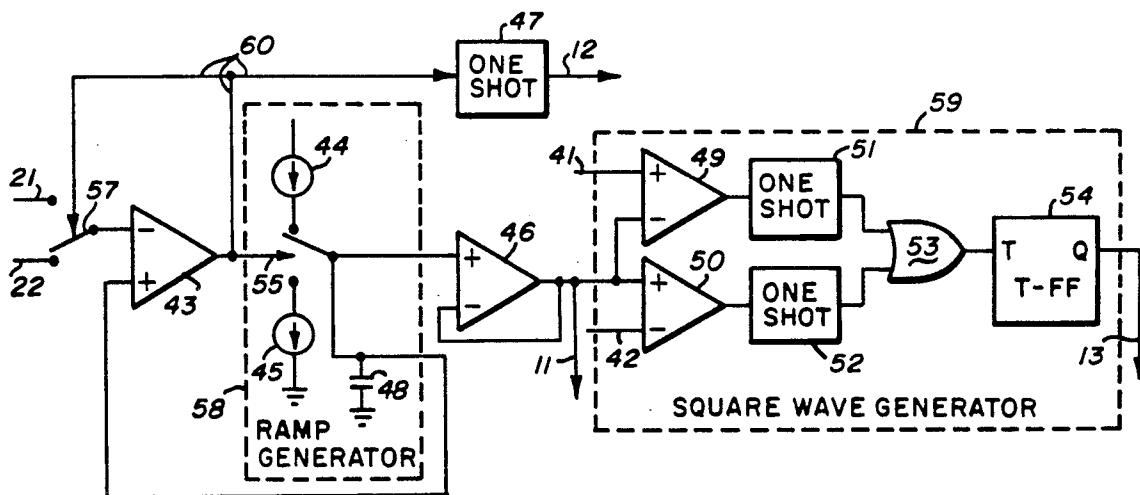 47
60
ONE
SHOT
12
59
44
41
49
51
ONE
SHOT
54
21
57
+
-
T
Q
T-FF
53
46
50
+
-
22
43
55
+
-
ONE
SHOT
52
42
11
13
45
48
58
RAMP
GENERATOR
SQUARE WAVE GENERATOR
+
-
+
-